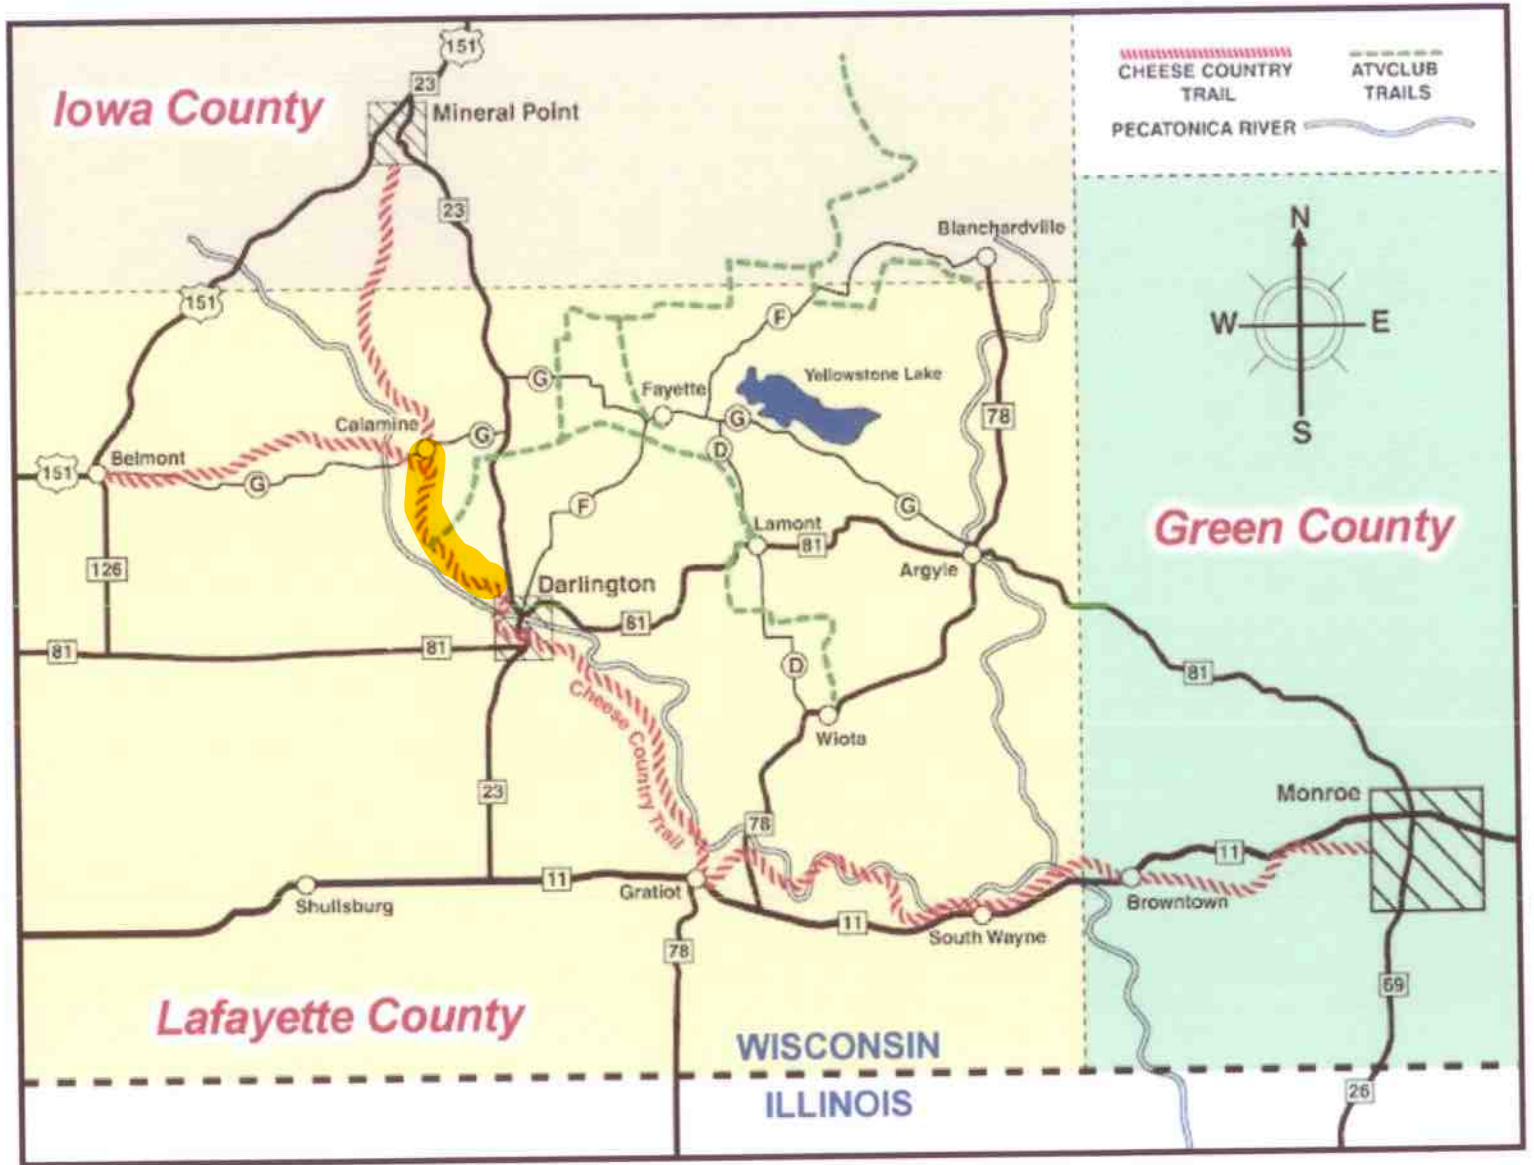 151
23
Mineral Point
Iowa County
CHEESE COUNTRY
TRAIL
ATVCLUB
TRAILS
PECATONICA RIVER
23
Blanchardville
N
W
E
S
151
F
G
Fayette
Yellowstone Lake
Calamine
G
G
78
151
Belmont
D
G
F
G
Lamont
81
Green County
126
Argyle
Darlington
81
81
81
D
81
Cheese Country Trail
Wiota
23
Monroe
78
11
11
Gratiot
Shullsburg
Browntown
11
South Wayne
78
69
Lafayette County
WISCONSIN
ILLINOIS
26